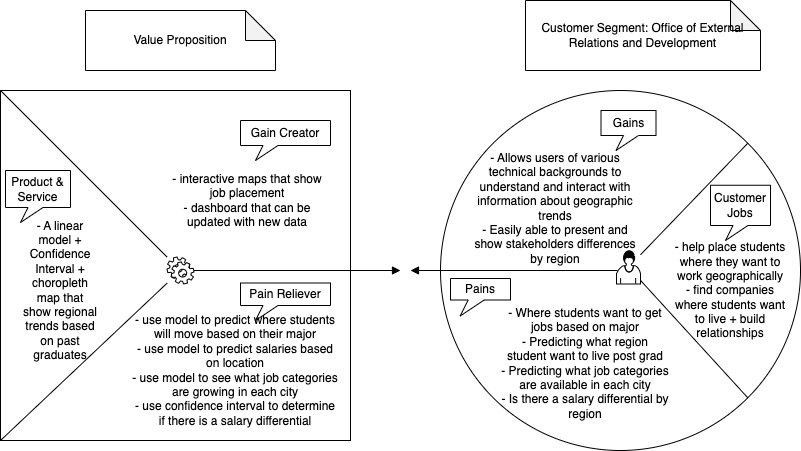 Value Proposition
Customer Segment: Office of External
Relations and Development
Gain Creator
- interactive maps that show
job placement
- dashboard that can be
updated with new data
Product &
Service
- A linear
model +
Confidence
Interval +
choropleth
map that
show regional
trends based
on past
graduates
Pain Reliever
- use model to predict where students
will move based on their major
- use model to predict salaries based
on location
- use model to see what job categories
are growing in each city
- use confidence interval to determine
if there is a salary differential
Gains
- Allows users of various
technical backgrounds to
understand and interact with
information about geographic
trends
- Easily able to present and
show stakeholders differences
by region
Customer
Jobs
- help place students
where they want to
work geographically
- find companies
where students want
to live + build
relationships
Pains
- Where students want to get
jobs based on major
- Predicting what region
student want to live post grad
- Predicting what job categories
are available in each city
- Is there a salary differential by
region